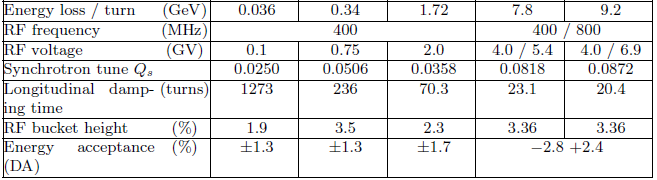 Energy loss / turn (GeV) 0.036 0.34 1.72 7.8 9.2
RF frequency (MHz) 400 400 / 800
RF voltage (GV) 0.1 0.75 2.0 4.0 / 5.4 4.0 / 6.9
Synchrotron tune Qs 0.0250 0.0506 0.0358 0.0818 0.0872
Longitudinal damp- (turns) 1273 236 70.3 23.1 20.4
ing time
RF bucket height (%) 1.9 3.5 2.3 3.36 3.36
Energy acceptance (%) ±1.3 ±1.3 ±1.7 −2.8 +2.4
(DA)